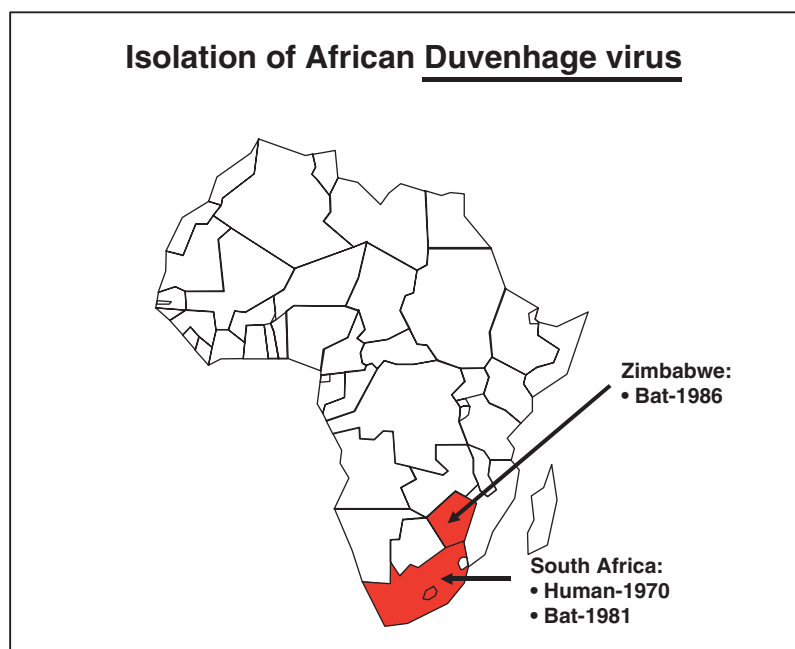 Isolation of African Duvenhage virus
Zimbabwe:
• Bat-1986
South Africa:
• Human-1970
• Bat-1981